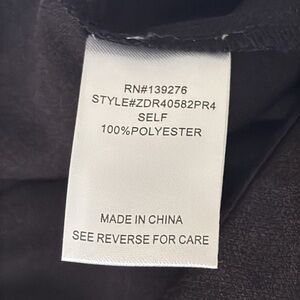 RN#139276
STYLE#ZDR40582PR4
SELF
100%POLYESTER
MADE IN CHINA
SEE REVERSE FOR CARE